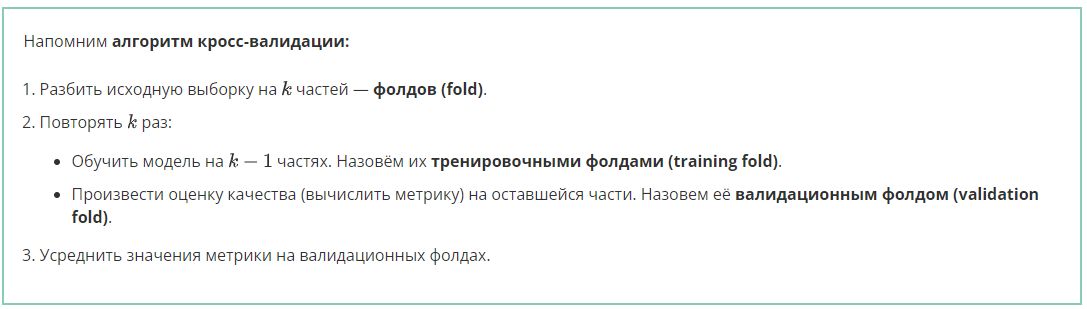 Напомним алгоритм кросс-валидации:
1. Разбить исходную выборку на k частей — фолдов (fold).
2. Повторять k раз:
• Обучить модель на k − 1 частях. Назовём их тренировочными фолдами (training fold).
• Произвести оценку качества (вычислить метрику) на оставшейся части. Назовем её валидационным фолдом (validation
fold).
3. Усреднить значения метрики на валидационных фолдах.